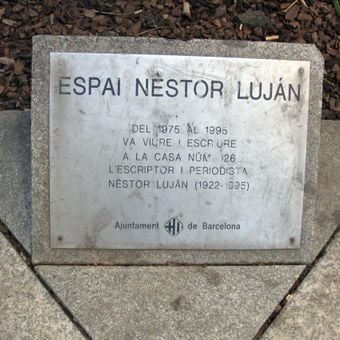 ESPAI NÈSTOR LUJÁN
DEL 1975 AL 1995
VA VIURE I ESCRIURE
A LA CASA NÚM. 126
L'ESCRIPTOR I PERIODISTA
NÈSTOR LUJÁN (1922-1995)
Ajuntament de Barcelona